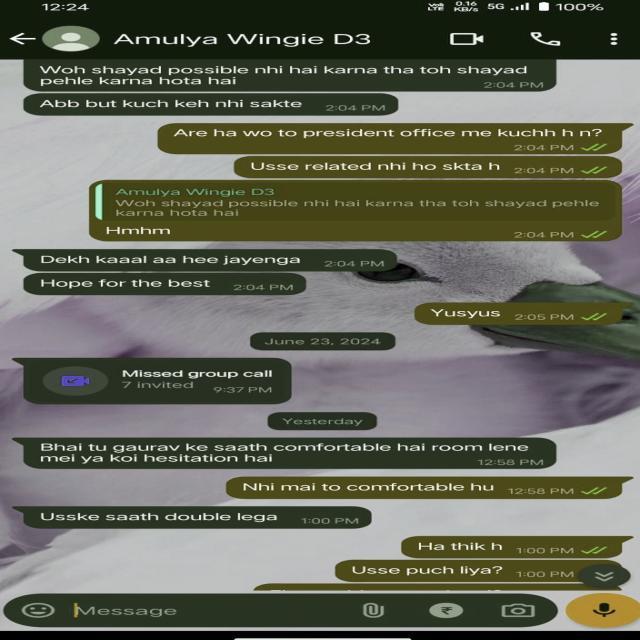 12:24
VoLTE 0.16 KB/s 5G 100%
Amulya Wingie D3
Woh shayad possible nhi hai karna tha toh shayad
pehle karna hota hai
2:04 PM
Abb but kuch keh nhi sakte 2:04 PM
Are ha wo to president office me kuchh h n?
2:04 PM
Usse related nhi ho skta h 2:04 PM
Amulya Wingie D3
Woh shayad possible nhi hai karna tha toh shayad pehle
karna hota hai
Hmhm 2:04 PM
Dekh kaaal aa hee jayenga 2:04 PM
Hope for the best 2:04 PM
Yusyus 2:05 PM
June 23, 2024
Missed group call
7 invited 9:37 PM
Yesterday
Bhai tu gaurav ke saath comfortable hai room lene
mei ya koi hesitation hai
12:58 PM
Nhi mai to comfortable hu 12:58 PM
Usske saath double lega 1:00 PM
Ha thik h 1:00 PM
Usse puch liya? 1:00 PM
Message